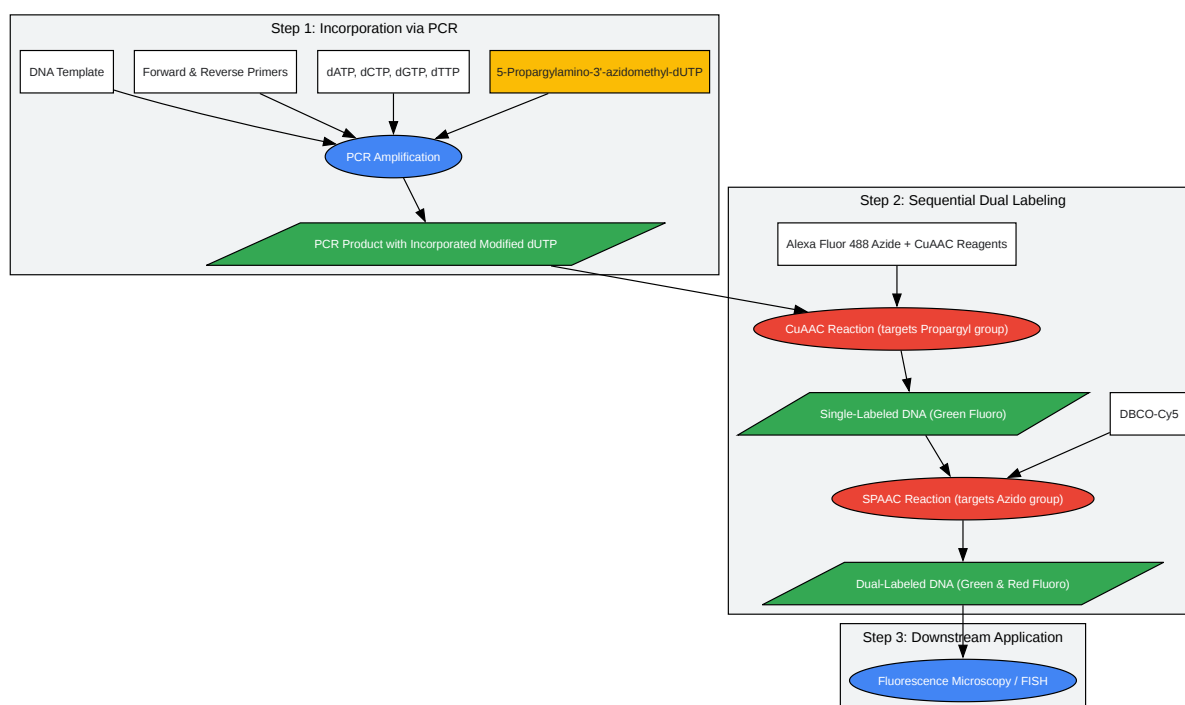 Step 1: Incorporation via PCR
DNA Template
Forward & Reverse Primers
dATP, dCTP, dGTP, dTTP
5-Propargylamino-3'-azidomethyl-dUTP
PCR Amplification
PCR Product with Incorporated Modified dUTP
Step 2: Sequential Dual Labeling
Alexa Fluor 488 Azide + CuAAC Reagents
CuAAC Reaction (targets Propargyl group)
Single-Labeled DNA (Green Fluoro)
DBCO-Cy5
SPAAC Reaction (targets Azido group)
Dual-Labeled DNA (Green & Red Fluoro)
Step 3: Downstream Application
Fluorescence Microscopy / FISH